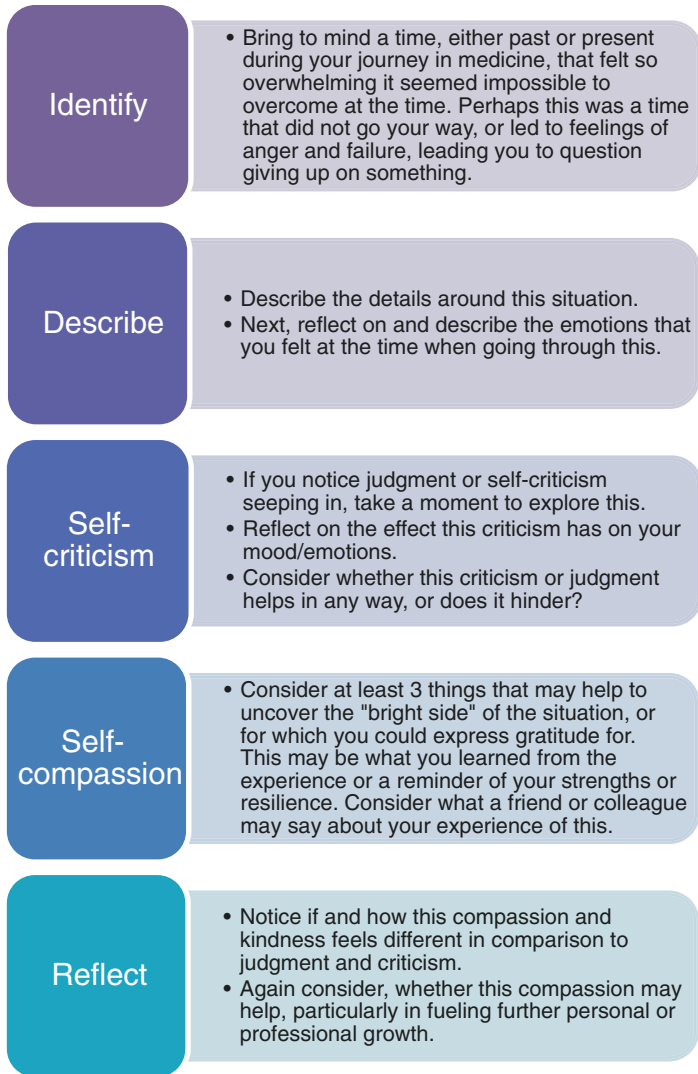 Identify
• Bring to mind a time, either past or present
during your journey in medicine, that felt so
overwhelming it seemed impossible to
overcome at the time. Perhaps this was a time
that did not go your way, or led to feelings of
anger and failure, leading you to question
giving up on something.
Describe
• Describe the details around this situation.
• Next, reflect on and describe the emotions that
you felt at the time when going through this.
Self-
criticism
• If you notice judgment or self-criticism
seeping in, take a moment to explore this.
• Reflect on the effect this criticism has on your
mood/emotions.
• Consider whether this criticism or judgment
helps in any way, or does it hinder?
Self-
compassion
• Consider at least 3 things that may help to
uncover the "bright side" of the situation, or
for which you could express gratitude for.
This may be what you learned from the
experience or a reminder of your strengths or
resilience. Consider what a friend or colleague
may say about your experience of this.
Reflect
• Notice if and how this compassion and
kindness feels different in comparison to
judgment and criticism.
• Again consider, whether this compassion may
help, particularly in fueling further personal or
professional growth.